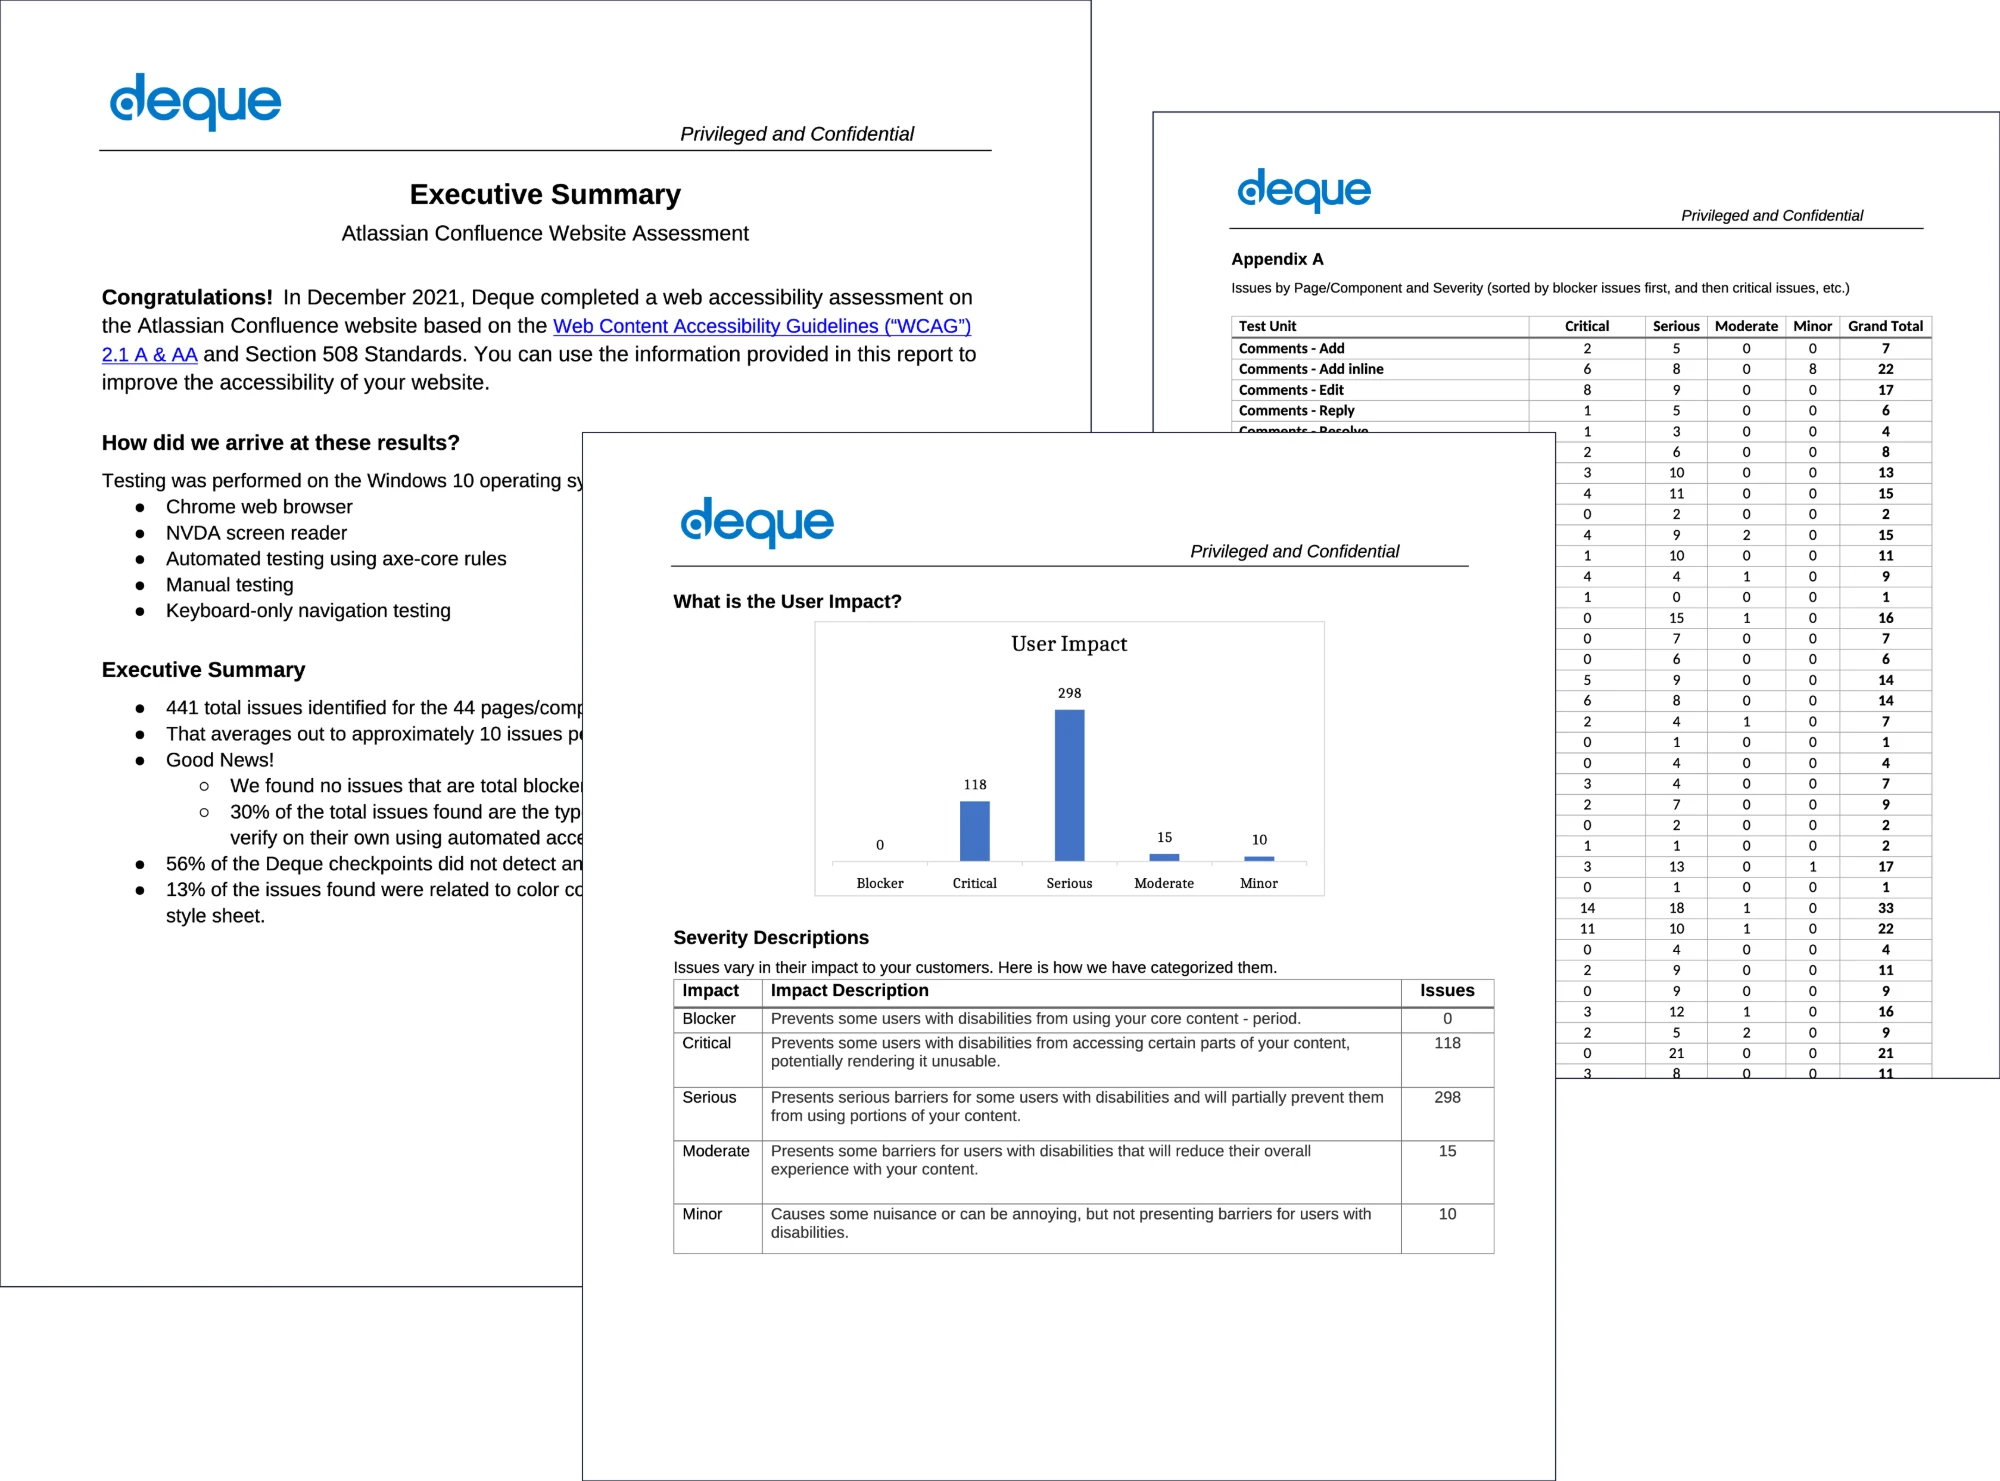 deque
Privileged and Confidential
Executive Summary
Atlassian Confluence Website Assessment
Congratulations! In December 2021, Deque completed a web accessibility assessment on
the Atlassian Confluence website based on the Web Content Accessibility Guidelines (“WCAG”)
2.1 A & AA and Section 508 Standards. You can use the information provided in this report to
improve the accessibility of your website.
How did we arrive at these results?
Testing was performed on the Windows 10 operating
● Chrome web browser
● NVDA screen reader
● Automated testing using axe-core rules
● Manual testing
● Keyboard-only navigation testing
Executive Summary
● 441 total issues identified for the 44
● That averages out to approximately 10 issues
● Good News!
○ We found no issues that are total
○ 30% of the total issues found are the
verify on their own using automated
● 56% of the Deque checkpoints did not detect
● 13% of the issues found were related to color
style sheet.
deque
Privileged and Confidential
What is the User Impact?
User Impact
298
118
0
15
10
Blocker Critical Serious Moderate Minor
Severity Descriptions
Issues vary in their impact to your customers. Here is how we have categorized them.
Impact Impact Description Issues
Blocker Prevents some users with disabilities from using your core content - period. 0
Critical Prevents some users with disabilities from accessing certain parts of your content, 118
potentially rendering it unusable.
Serious Presents serious barriers for some users with disabilities and will partially prevent them 298
from using portions of your content.
Moderate Presents some barriers for users with disabilities that will reduce their overall 15
experience with your content.
Minor Causes some nuisance or can be annoying, but not presenting barriers for users with 10
disabilities.
deque
Privileged and Confidential
Appendix A
Issues by Page/Component and Severity (sorted by blocker issues first, and then critical issues, etc.)
Test Unit Critical Serious Moderate Minor Grand Total
Comments - Add 2 5 0 0 7
Comments - Add inline 6 8 0 8 22
Comments - Edit 8 9 0 0 17
Comments - Reply 1 5 0 0 6
Comments - Resolve 1 3 0 0 4
2 6 0 0 8
3 10 0 0 13
4 11 0 0 15
0 2 0 0 2
4 9 2 0 15
1 10 0 0 11
4 4 1 0 9
1 0 0 0 1
0 15 1 0 16
0 7 0 0 7
0 6 0 0 6
5 9 0 0 14
6 8 0 0 14
2 4 1 0 7
0 1 0 0 1
0 4 0 0 4
3 4 0 0 7
2 7 0 0 9
0 2 0 0 2
1 1 0 0 2
3 13 0 1 17
0 1 0 0 1
14 18 1 0 33
11 10 1 0 22
0 4 0 0 4
2 9 0 0 11
0 9 0 0 9
3 12 1 0 16
2 5 2 0 9
0 21 0 0 21
3 8 0 0 11